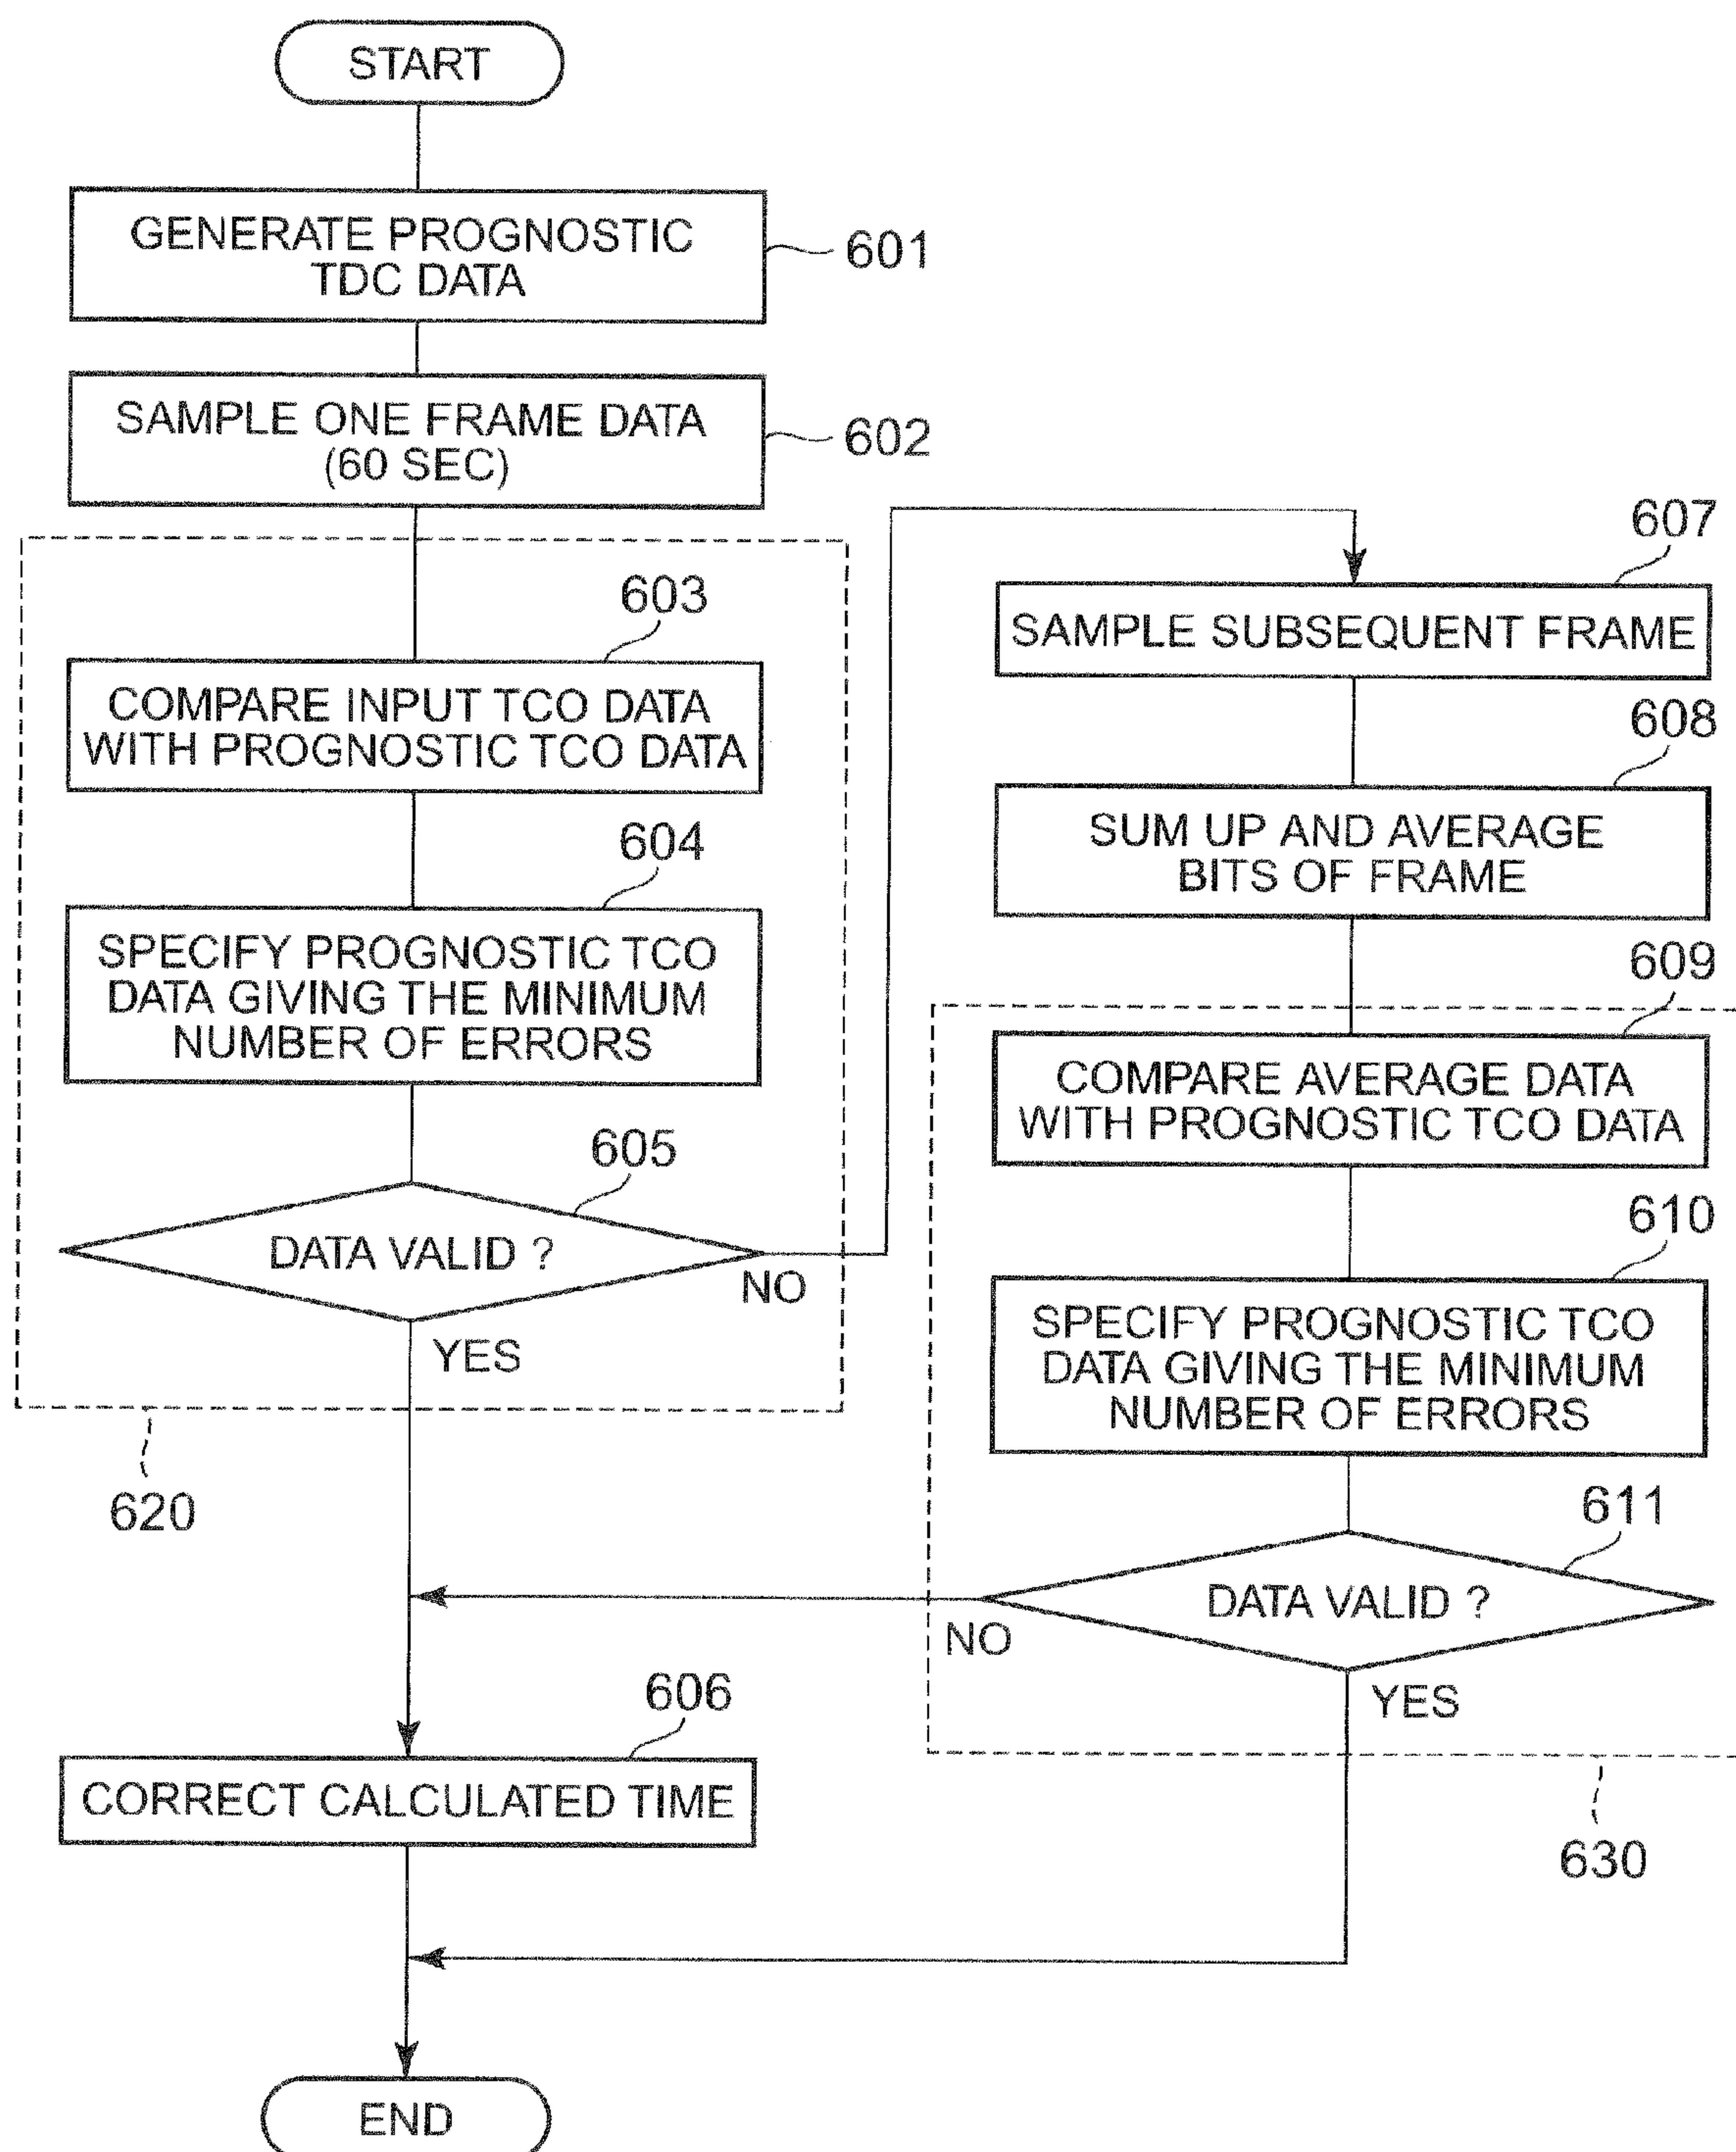 START
GENERATE PROGNOSTIC
TDC DATA
601
SAMPLE ONE FRAME DATA
(60 SEC)
602
603
COMPARE INPUT TCO DATA
WITH PROGNOSTIC TCO DATA
604
SPECIFY PROGNOSTIC TCO
DATA GIVING THE MINIMUM
NUMBER OF ERRORS
605
DATA VALID ?
NO
YES
620
607
SAMPLE SUBSEQUENT FRAME
608
SUM UP AND AVERAGE
BITS OF FRAME
609
COMPARE AVERAGE DATA
WITH PROGNOSTIC TCO DATA
610
SPECIFY PROGNOSTIC TCO
DATA GIVING THE MINIMUM
NUMBER OF ERRORS
611
DATA VALID ?
NO
YES
630
606
CORRECT CALCULATED TIME
END